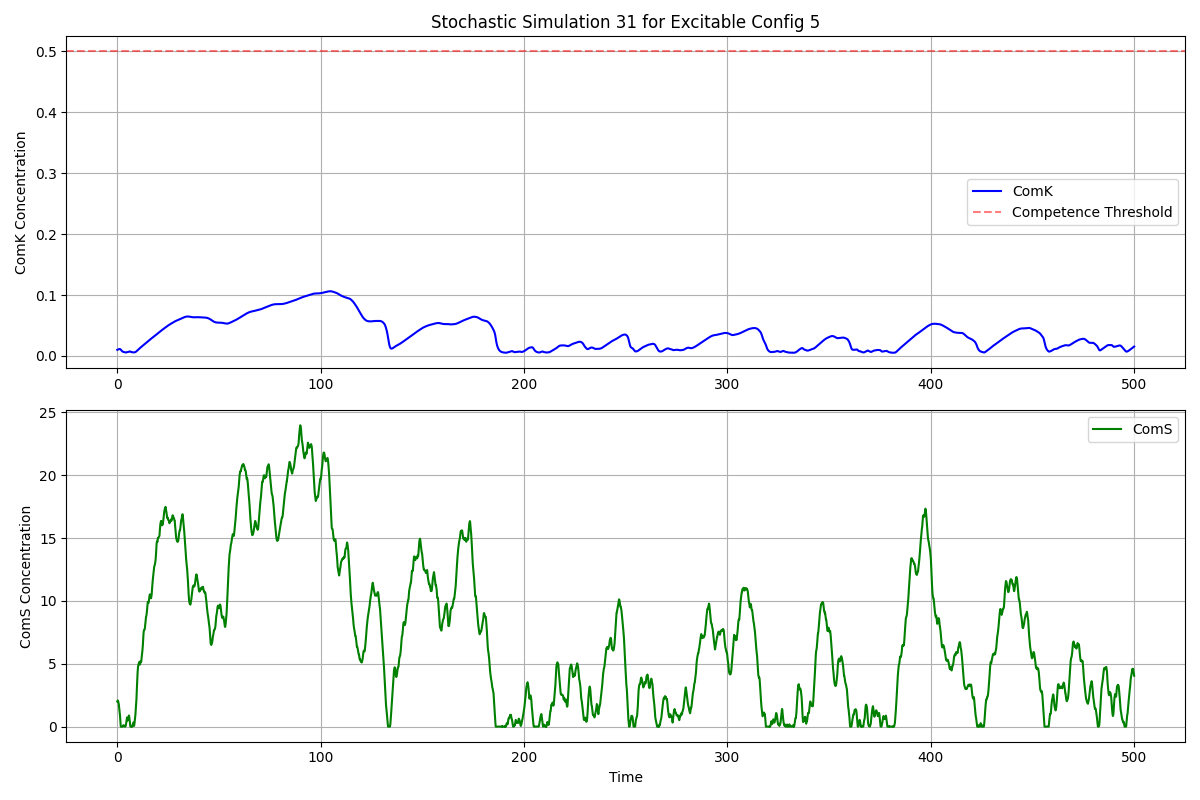 Stochastic Simulation 31 for Excitable Config 5
ComK Concentration
0.5
0.4
0.3
0.2
0.1
0.0
ComK
Competence Threshold
0 100 200 300 400 500
ComS Concentration
25
20
15
10
5
0
ComS
0 100 200 300 400 500
Time